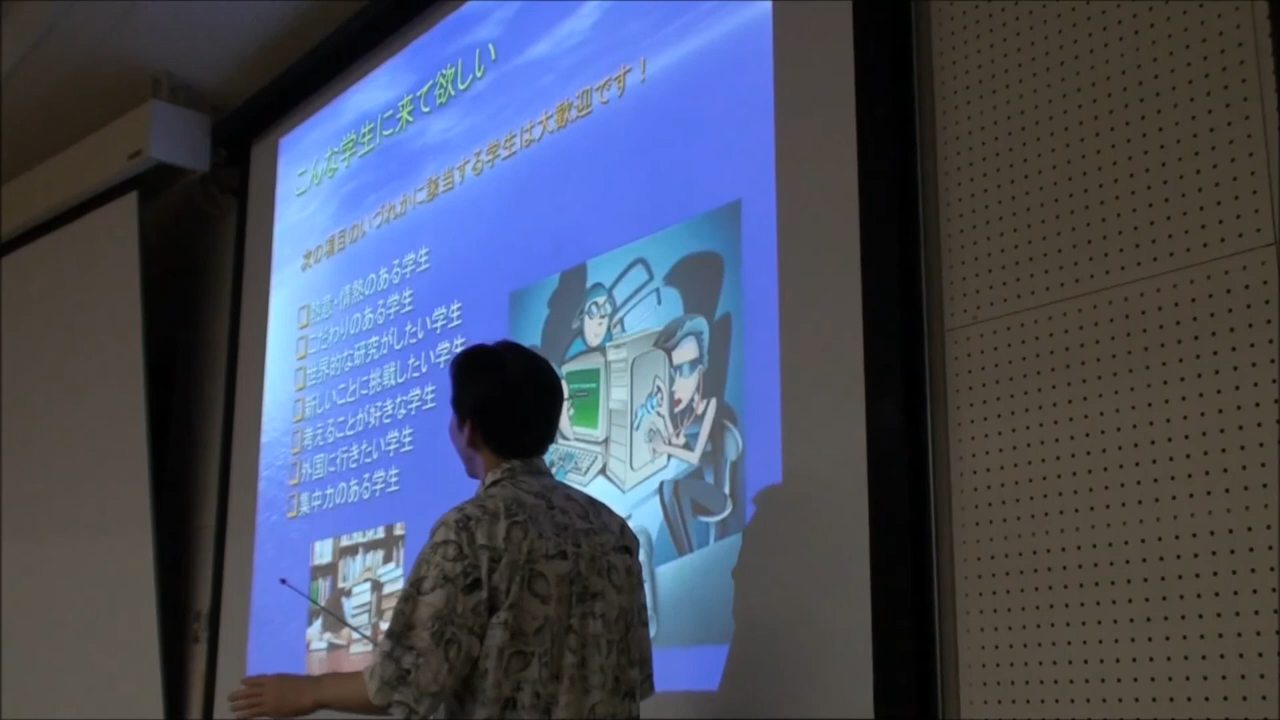 こんな学生に来て欲しい
次の項目のいづれかに該当する学生は大歓迎です！
熱意・情熱のある学生
こだわりのある学生
世界的な研究がしたい学生
新しいことに挑戦したい学生
考えることが好きな学生
外国に行きたい学生
集中力のある学生